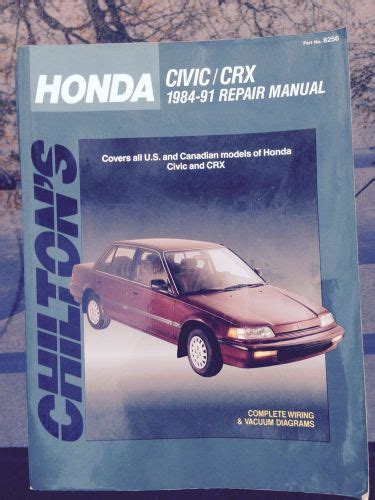 Part No. 8256
HONDA
CIVIC/CRX
1984-91 REPAIR MANUAL
Covers all U.S. and Canadian models of Honda
Civic and CRX
CHILTON'S
COMPLETE WIRING
& VACUUM DIAGRAMS